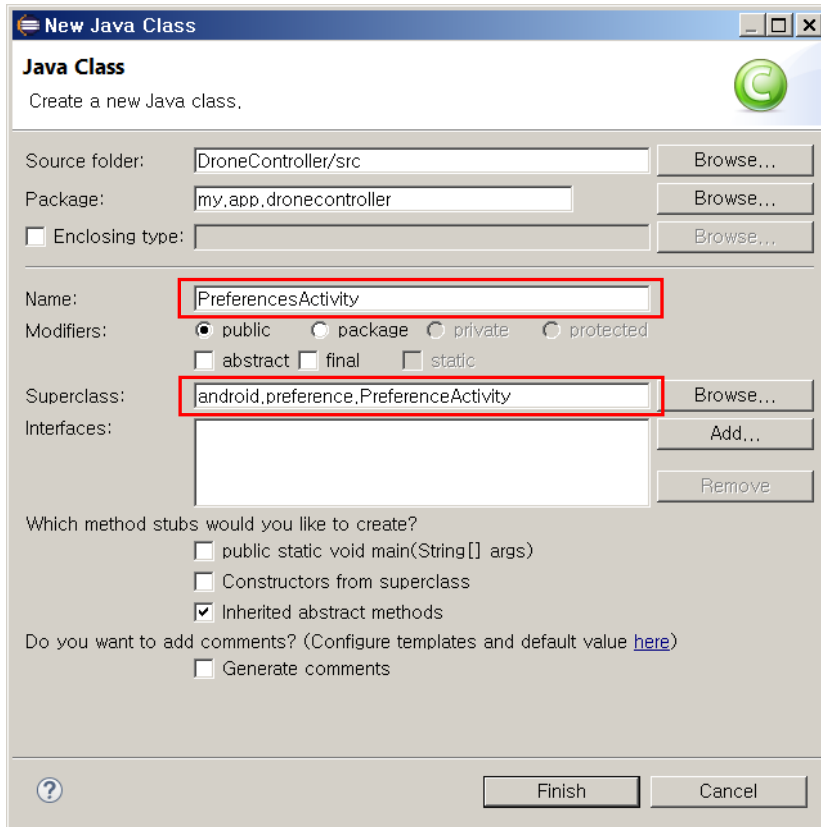 New Java Class
Java Class
Create a new Java class.
Source folder: DroneController/src Browse...
Package: my.app.dronecontroller Browse...
Enclosing type: Browse...
Name: PreferencesActivity
Modifiers: public package private protected
abstract final static
Superclass: android.preference.PreferenceActivity Browse...
Interfaces: Add...
Remove
Which method stubs would you like to create?
public static void main(String[] args)
Constructors from superclass
Inherited abstract methods
Do you want to add comments? (Configure templates and default value here)
Generate comments
? Finish Cancel